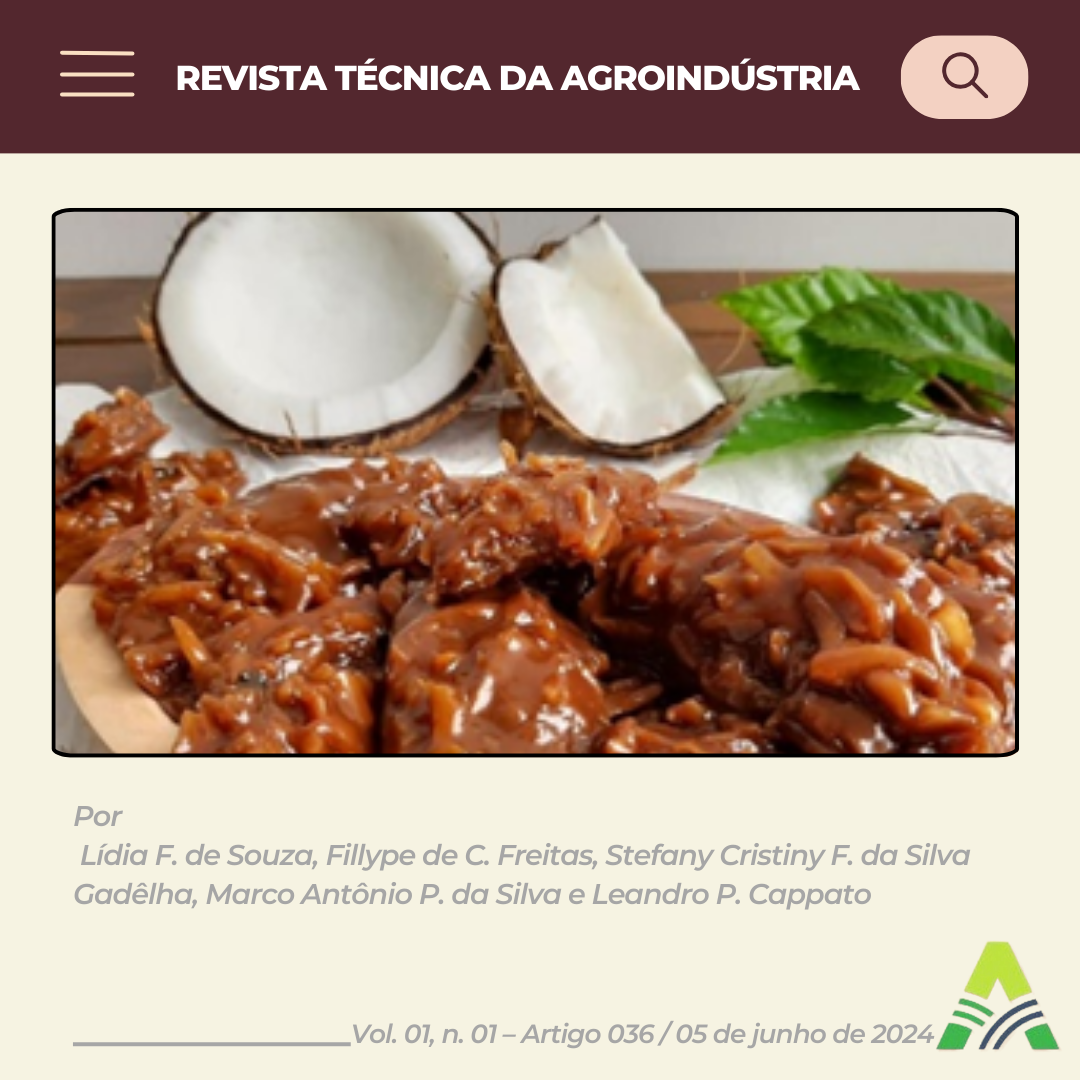 REVISTA TÉCNICA DA AGROINDÚSTRIA
Por
Lídia F. de Souza, Fillype de C. Freitas, Stefany Cristiny F. da Silva
Gadêlha, Marco Antônio P. da Silva e Leandro P. Cappato
Vol. 01, n. 01 – Artigo 036 / 05 de junho de 2024